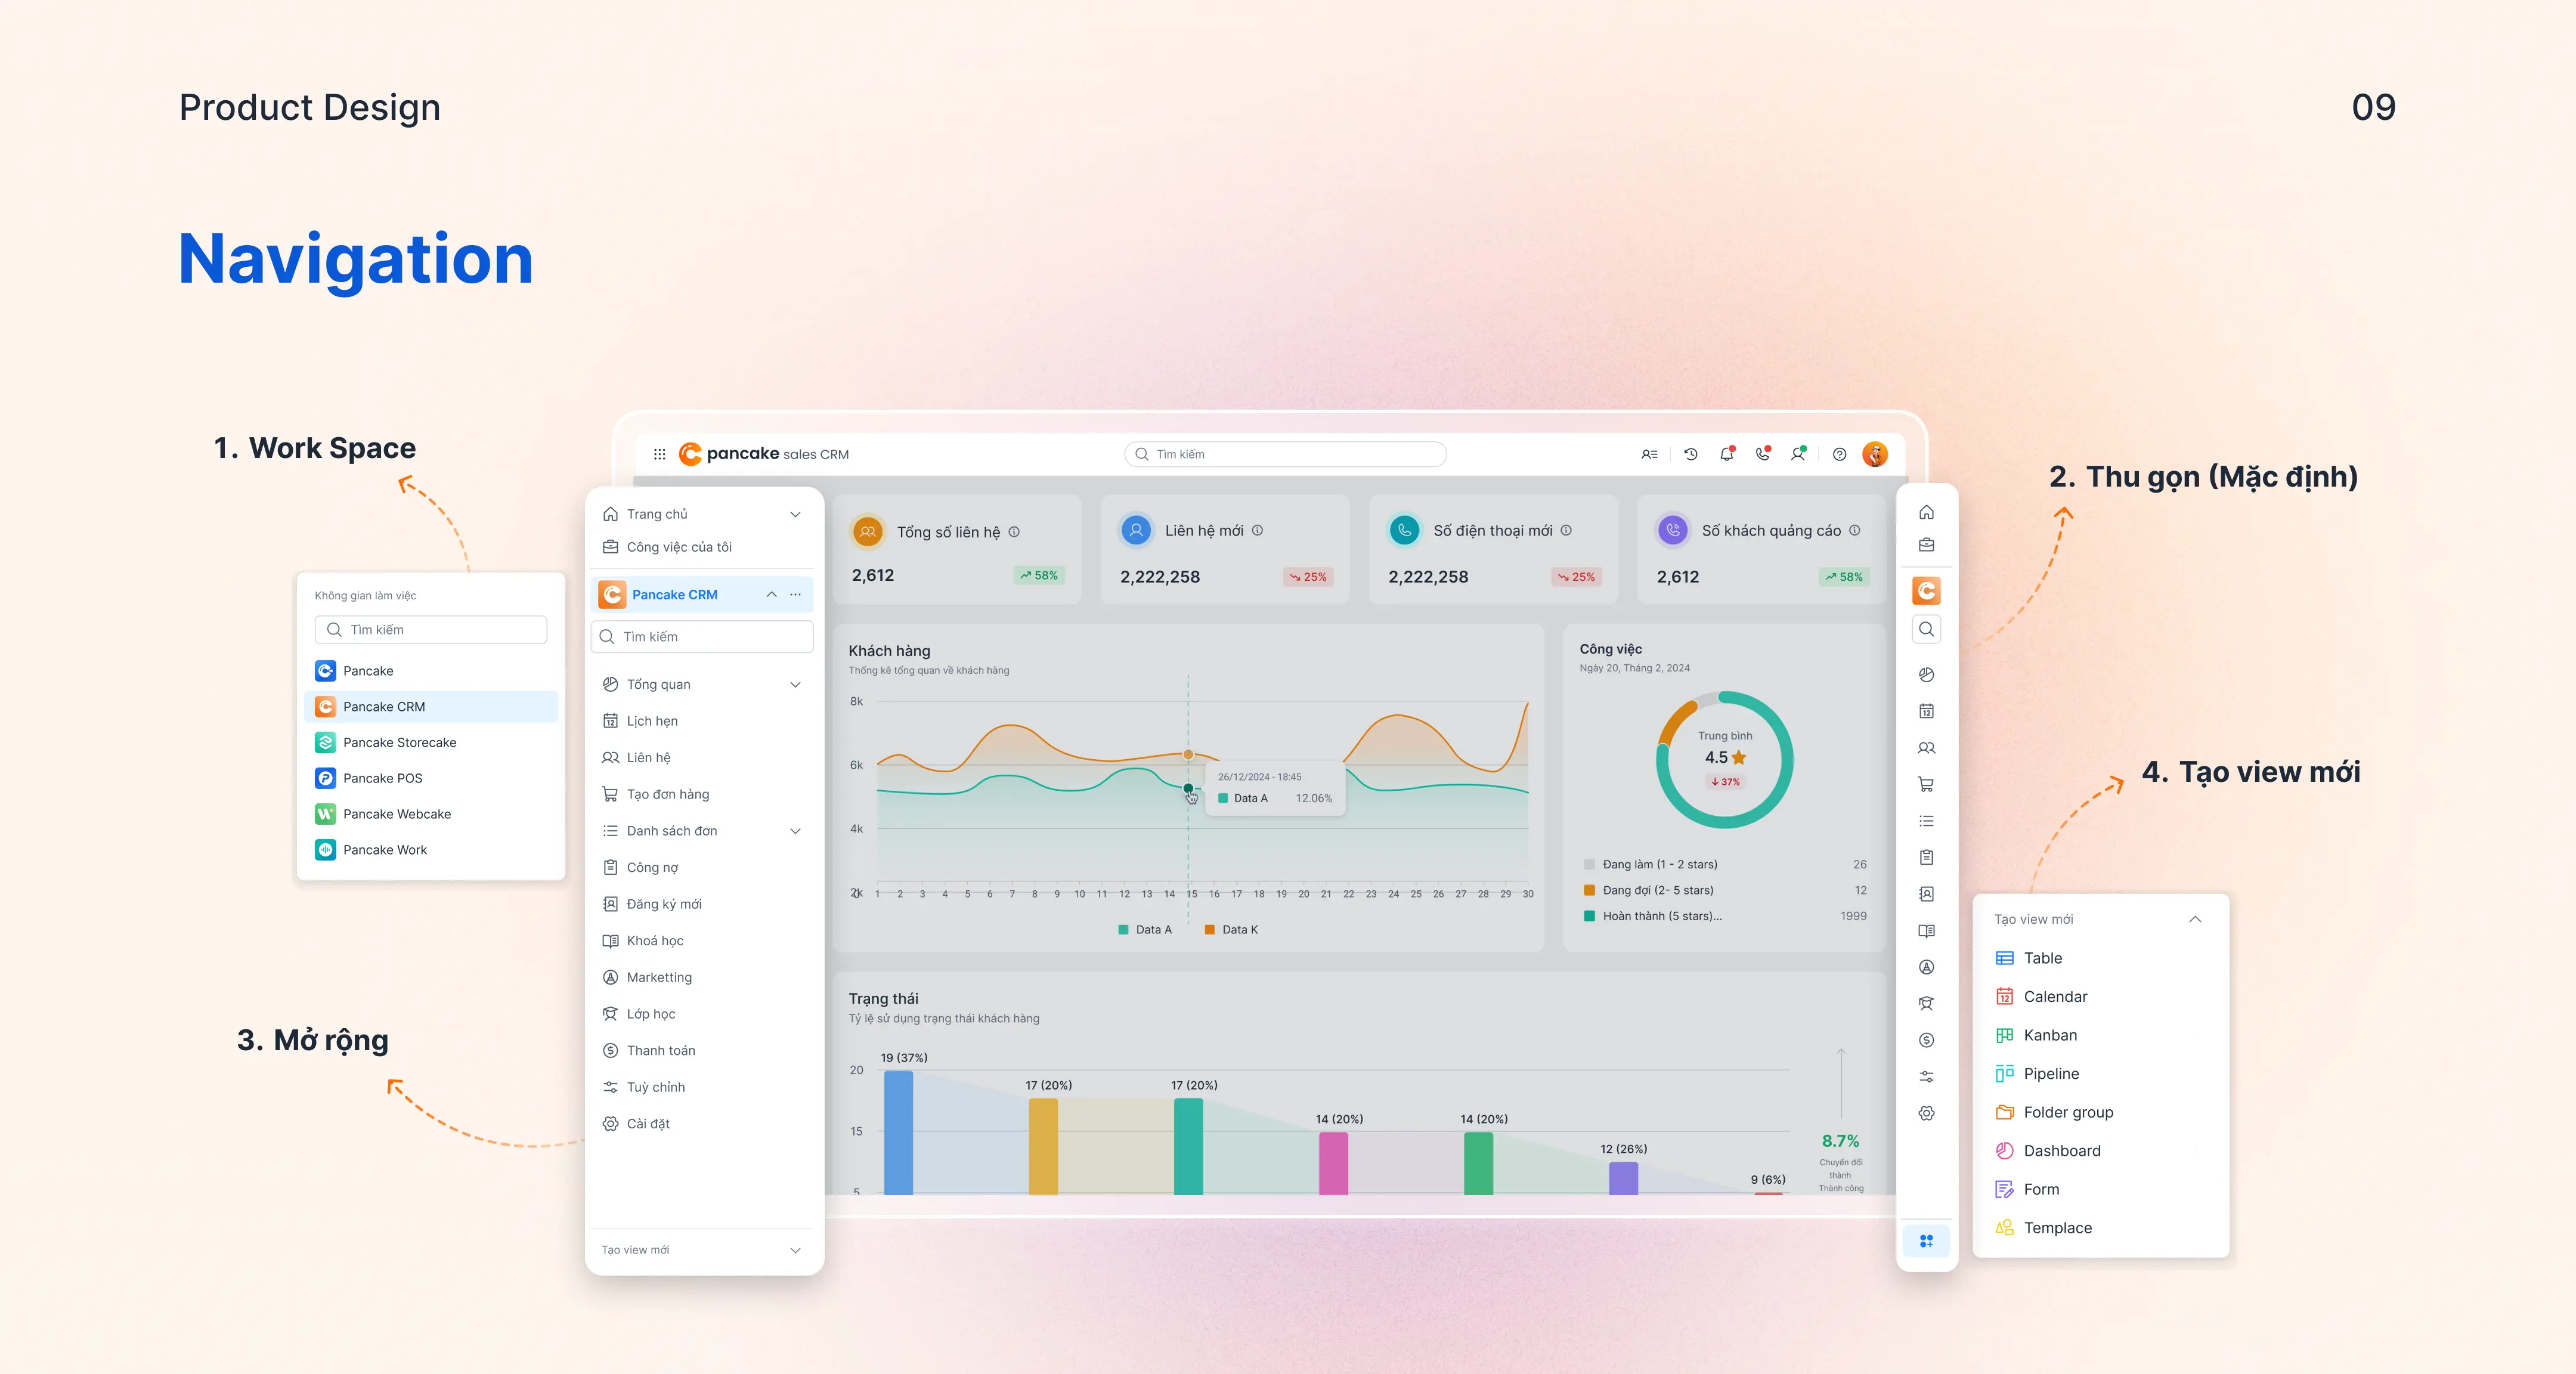 Product Design
09
Navigation
1. Work Space
Không gian làm việc
Tìm kiếm
Pancake
Pancake CRM
Pancake Storecake
Pancake POS
Pancake Webcake
Pancake Work
3. Mở rộng
pancake sales CRM
Tìm kiếm
Trang chủ
Công việc của tôi
Pancake CRM
Tìm kiếm
Tổng quan
Lịch hẹn
Liên hệ
Tạo đơn hàng
Danh sách đơn
Công nợ
Đăng ký mới
Khoá học
Marketting
Lớp học
Thanh toán
Tuỳ chỉnh
Cài đặt
Tạo view mới
Tổng số liên hệ
2,612
58%
Liên hệ mới
2,222,258
25%
Số điện thoại mới
2,222,258
25%
Số khách quảng cáo
2,612
58%
Khách hàng
Thống kê tổng quan về khách hàng
8k
6k
4k
2k
0
1 2 3 4 5 6 7 8 9 10 11 12 13 14 15 16 17 18 19 20 21 22 23 24 25 26 27 28 29 30
26/12/2024 - 18:45
Data A 12.06%
Data A Data K
Công việc
Ngày 20, Tháng 2, 2024
Trung bình
4.5
37%
Đang làm (1 - 2 stars) 26
Đang đợi (2- 5 stars) 12
Hoàn thành (5 stars)... 1999
Trạng thái
Tỷ lệ sử dụng trạng thái khách hàng
20
15
5
19 (37%)
17 (20%)
17 (20%)
14 (20%)
14 (20%)
12 (26%)
9 (6%)
8.7%
Chuyển đổi
thành
Thành công
2. Thu gọn (Mặc định)
12
4. Tạo view mới
Tạo view mới
Table
Calendar
Kanban
Pipeline
Folder group
Dashboard
Form
Templace